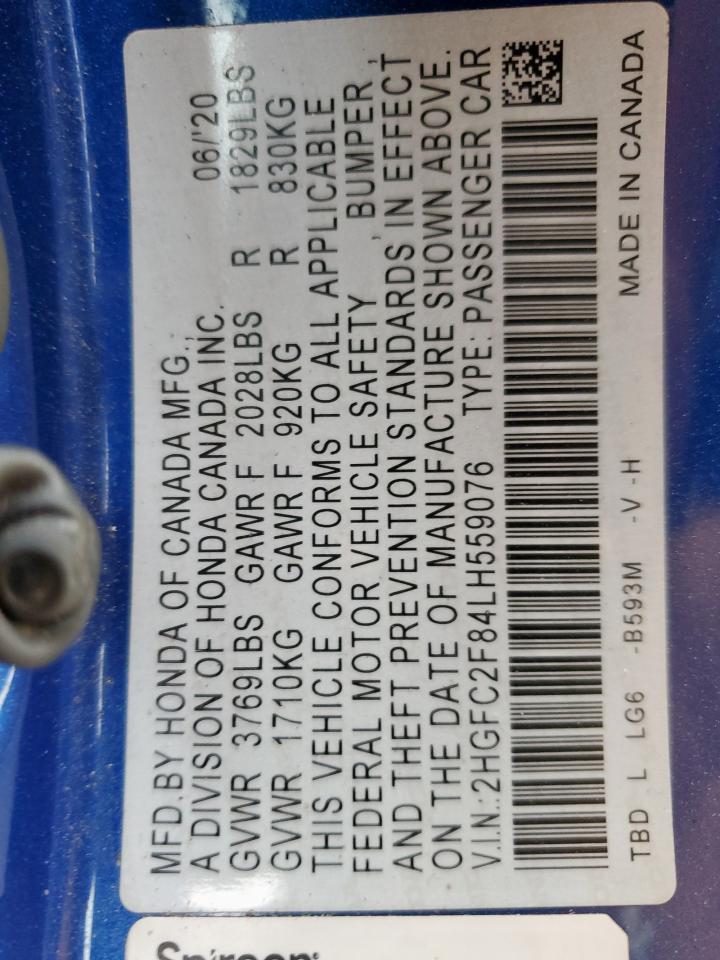 MFD.BY HONDA OF CANADA MFG.,
A DIVISION OF HONDA CANADA INC. 06/'20
GVWR 3769LBS GAWR F 2028LBS R 1829LBS
GVWR 1710KG GAWR F 920KG R 830KG
THIS VEHICLE CONFORMS TO ALL APPLICABLE
FEDERAL MOTOR VEHICLE SAFETY , BUMPER ,
AND THEFT PREVENTION STANDARDS IN EFFECT
ON THE DATE OF MANUFACTURE SHOWN ABOVE.
V.I.N.:2HGFC2F84LH559076 TYPE: PASSENGER CAR
TBD L LG6 -B593M -V -H MADE IN CANADA